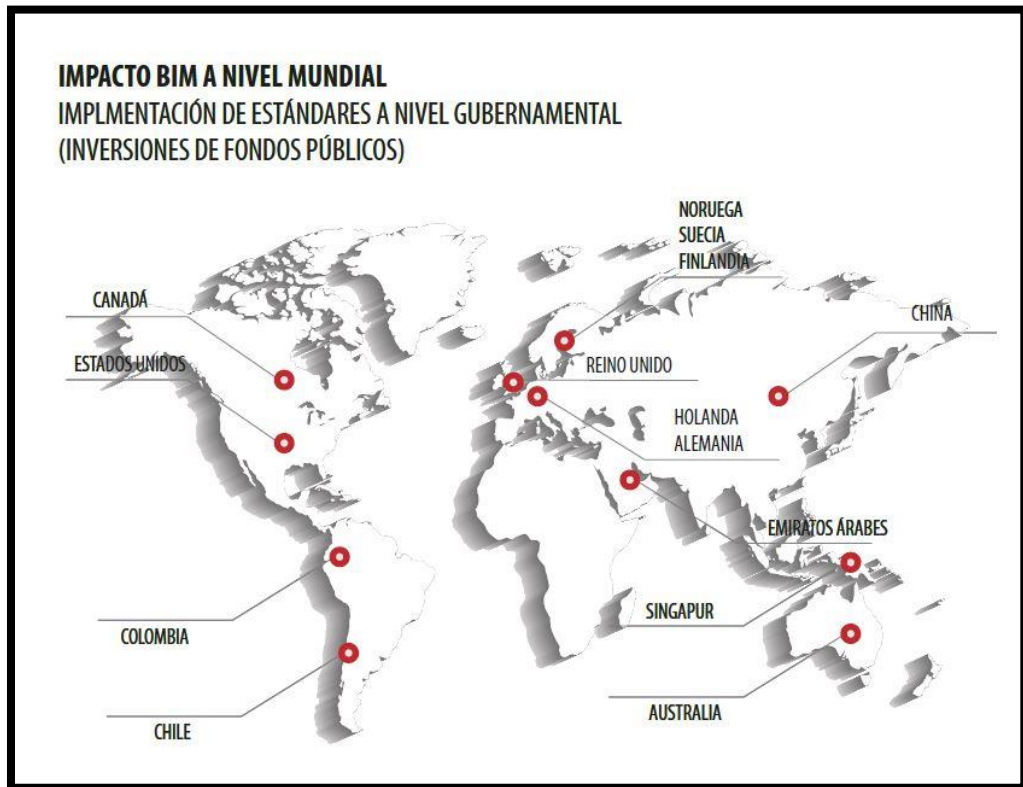 IMPACTO BIM A NIVEL MUNDIAL
IMPLMENTACIÓN DE ESTÁNDARES A NIVEL GUBERNAMENTAL
(INVERSIONES DE FONDOS PÚBLICOS)
NORUEGA
SUECIA
FINLANDIA
CANADÁ
CHINA
ESTADOS UNIDOS
REINO UNIDO
HOLANDA
ALEMANIA
EMIRATOS ÁRABES
SINGAPUR
COLOMBIA
AUSTRALIA
CHILE